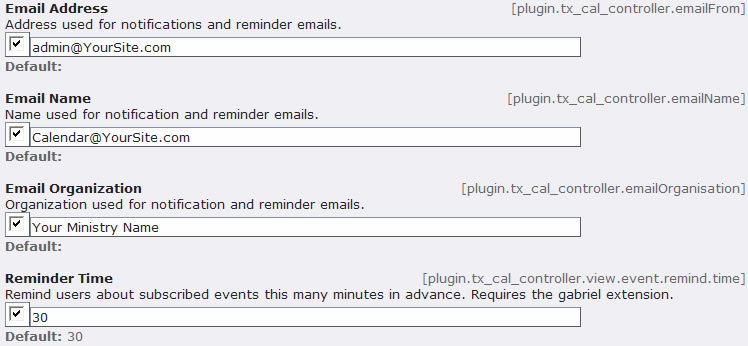 Email Address [plugin.tx_cal_controller.emailFrom]
Address used for notifications and reminder emails.
admin@YourSite.com
Default:
Email Name [plugin.tx_cal_controller.emailName]
Name used for notification and reminder emails.
Calendar@YourSite.com
Default:
Email Organization [plugin.tx_cal_controller.emailOrganisation]
Organization used for notification and reminder emails.
Your Ministry Name
Default:
Reminder Time [plugin.tx_cal_controller.view.event.remind.time]
Remind users about subscribed events this many minutes in advance. Requires the gabriel extension.
30
Default: 30